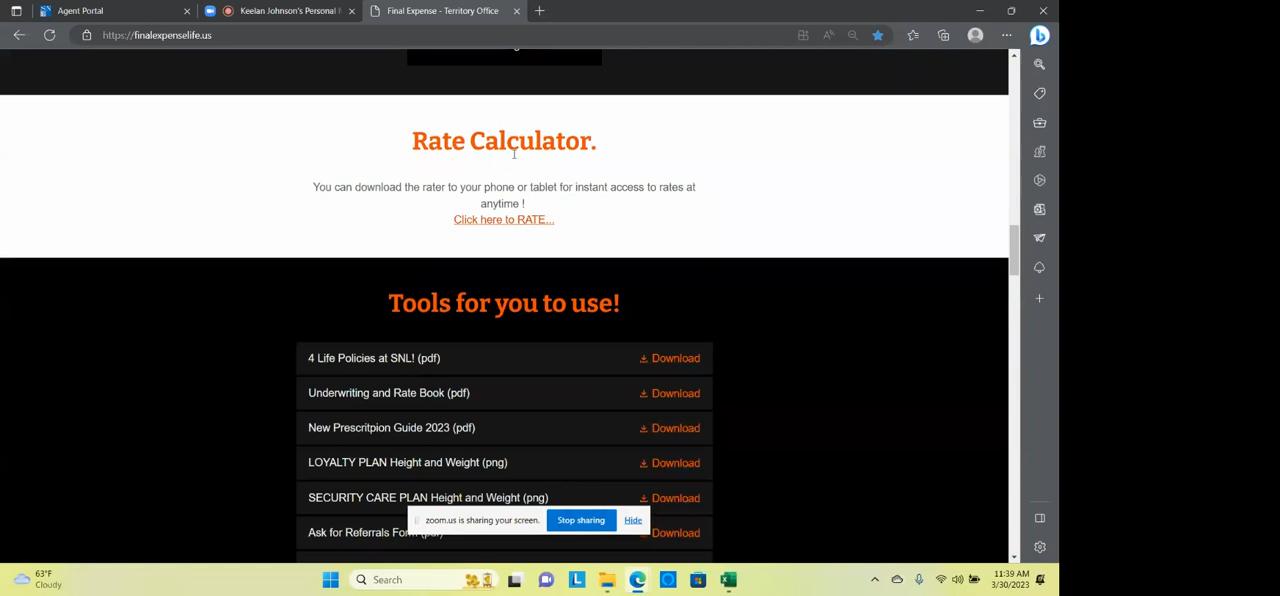 Agent Portal
Keelan Johnson's Personal
Final Expense - Territory Office
https://finalexpenselife.us
Rate Calculator.
You can download the rater to your phone or tablet for instant access to rates at
anytime !
Click here to RATE...
Tools for you to use!
4 Life Policies at SNL! (pdf)
Download
Underwriting and Rate Book (pdf)
Download
New Prescritpion Guide 2023 (pdf)
Download
LOYALTY PLAN Height and Weight (png)
Download
SECURITY CARE PLAN Height and Weight (png)
Download
zoom.us is sharing your screen.
Stop sharing
Hide
Ask for Referrals Form (pdf)
Download
63°F
Cloudy
Search
11:39 AM
3/30/2023